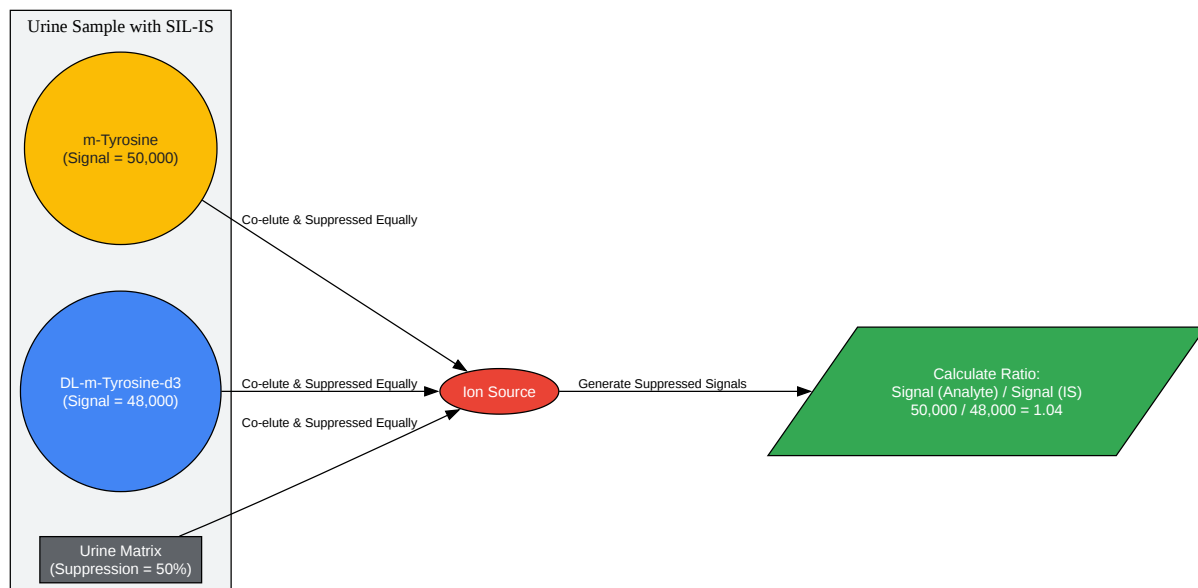 Urine Sample with SIL-IS
m-Tyrosine
(Signal = 50,000)
Co-elute & Suppressed Equally
DL-m-Tyrosine-d3
(Signal = 48,000)
Co-elute & Suppressed Equally
Co-elute & Suppressed Equally
Urine Matrix
(Suppression = 50%)
Ion Source
Generate Suppressed Signals
Calculate Ratio:
Signal (Analyte) / Signal (IS)
50,000 / 48,000 = 1.04